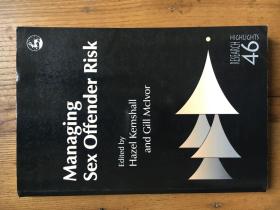 Managing
Sex Offender Risk
Edited by
Hazel Kemshall
and Gill McIvor
RESEARCH
HIGHLIGHTS
46